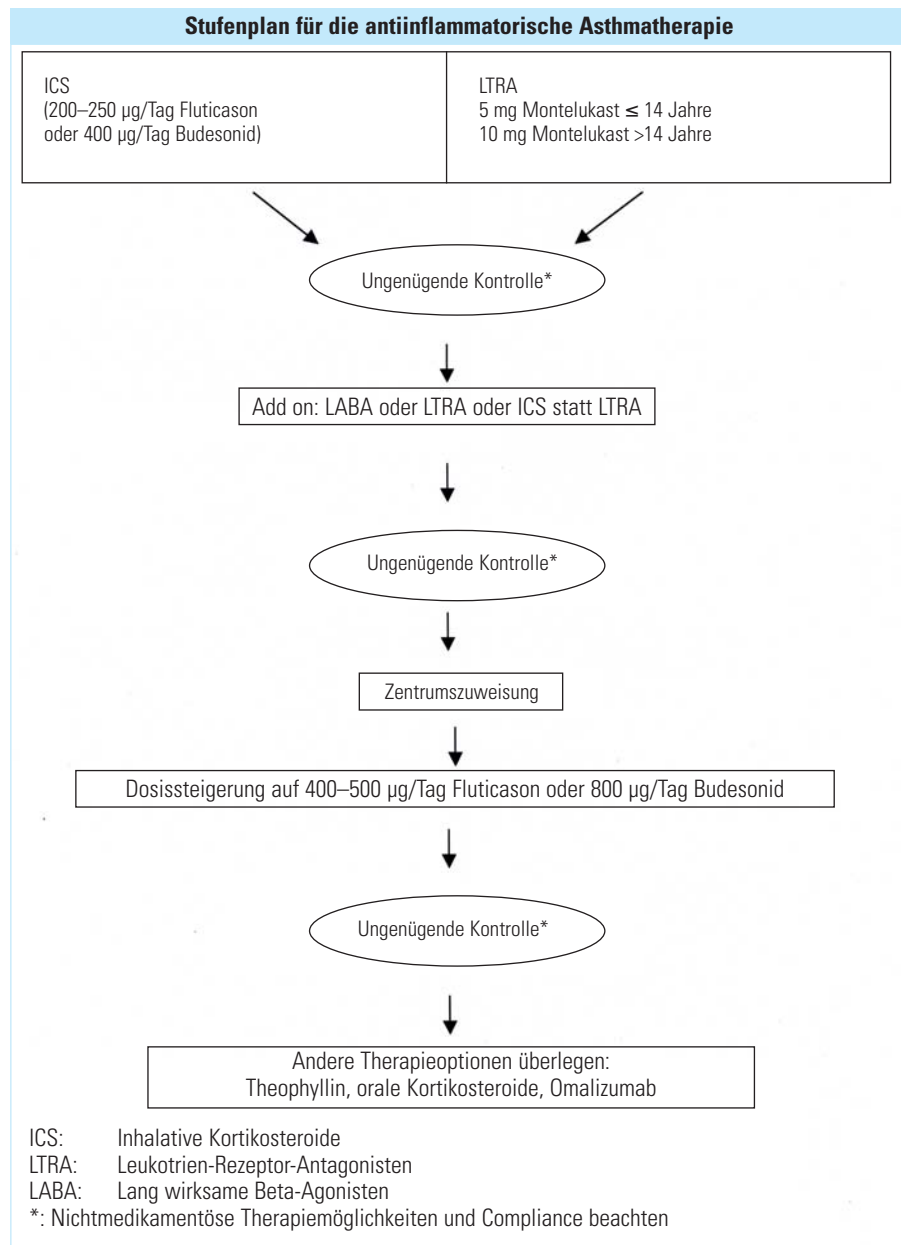 Stufenplan für die antiinflammatorische Asthmatherapie
ICS
(200–250 µg/Tag Fluticason
oder 400 µg/Tag Budesonid)
LTRA
5 mg Montelukast ≤ 14 Jahre
10 mg Montelukast >14 Jahre
Ungenügende Kontrolle*
Add on: LABA oder LTRA oder ICS statt LTRA
Ungenügende Kontrolle*
Zentrumszuweisung
Dosissteigerung auf 400–500 µg/Tag Fluticason oder 800 µg/Tag Budesonid
Ungenügende Kontrolle*
Andere Therapieoptionen überlegen:
Theophyllin, orale Kortikosteroide, Omalizumab
ICS: Inhalative Kortikosteroide
LTRA: Leukotrien-Rezeptor-Antagonisten
LABA: Lang wirksame Beta-Agonisten
*: Nichtmedikamentöse Therapiemöglichkeiten und Compliance beachten